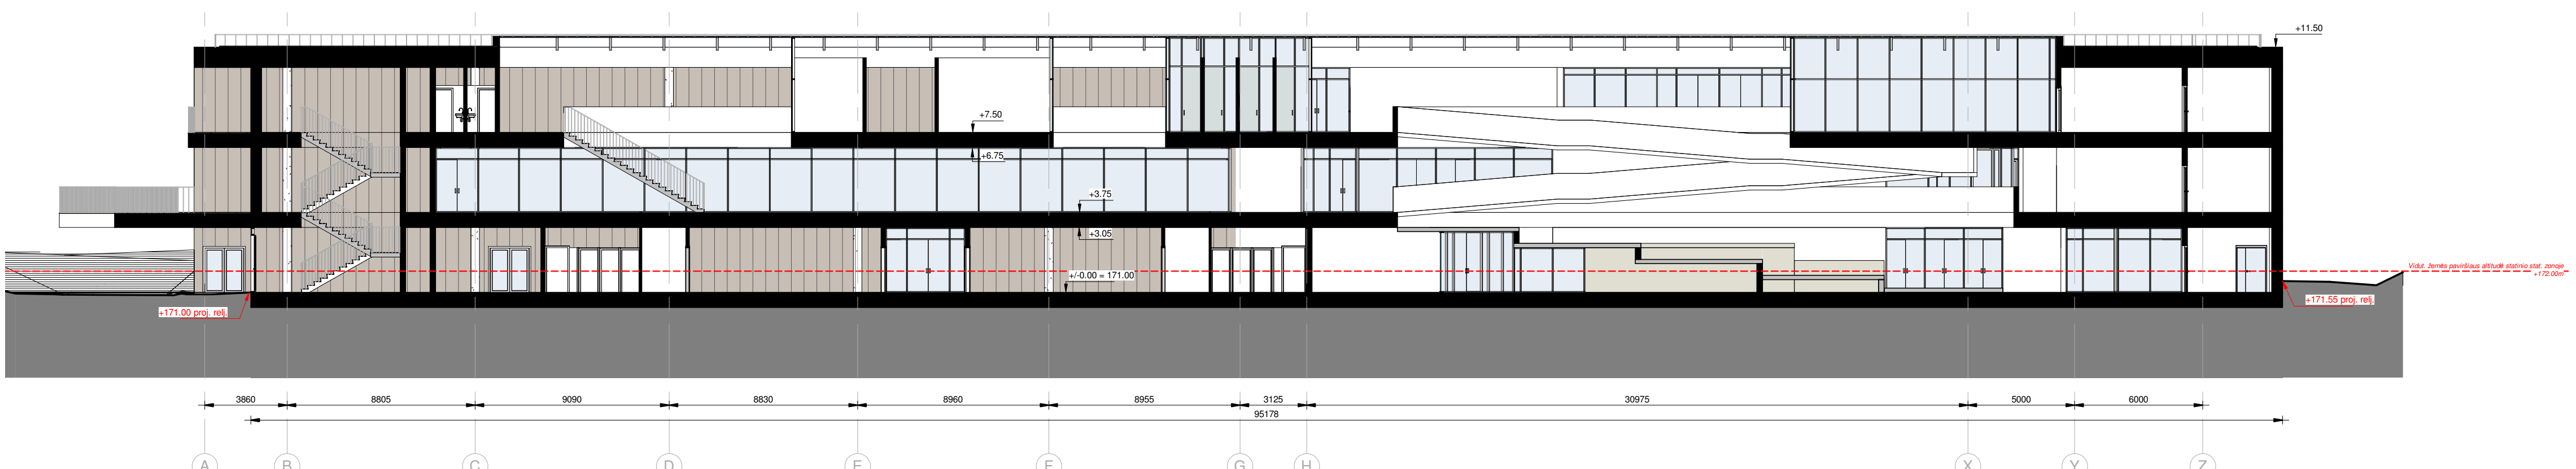 +11.50
+7.50
+6.75
+3.75
+3.05
+/-0.00 = 171.00
Vidut. žemės paviršiaus altitudė statinio stat. zonoje
+172.00m
+171.00 proj. relj.
+171.55 proj. relj.
3860 8805 9090 8830 8960 8955 3125 30975 5000 6000
95178
A B C D E F G H X Y Z